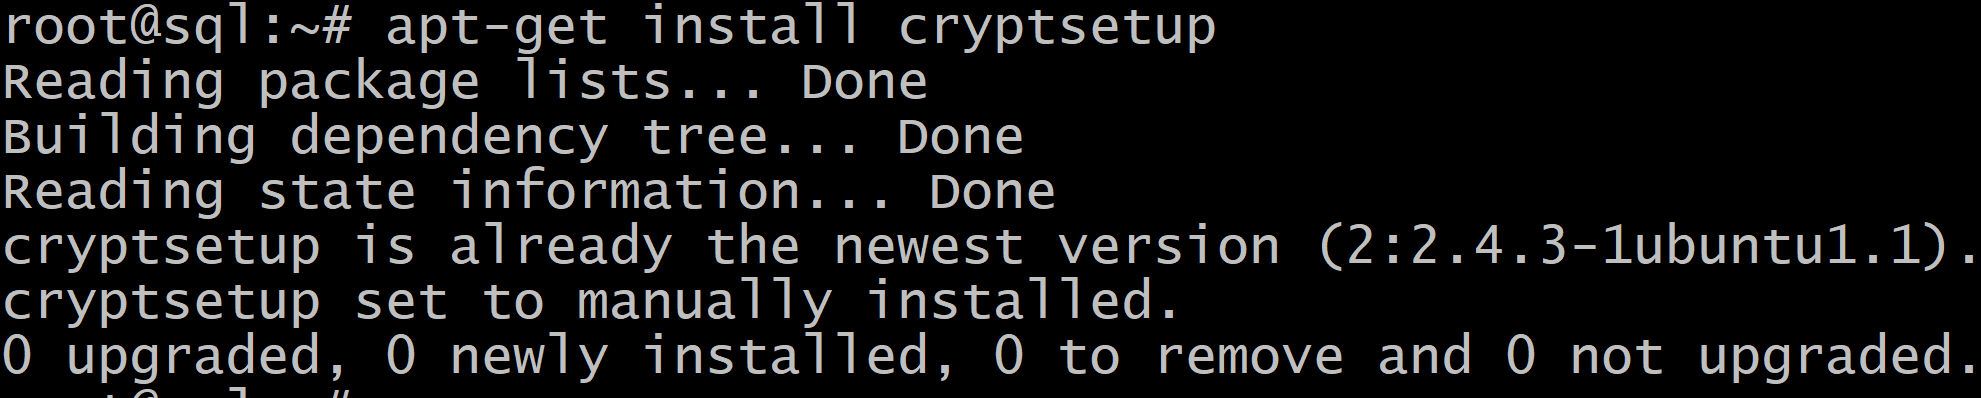 root@sql:~# apt-get install cryptsetup
Reading package lists... Done
Building dependency tree... Done
Reading state information... Done
cryptsetup is already the newest version (2:2.4.3-1ubuntu1.1).
cryptsetup set to manually installed.
0 upgraded, 0 newly installed, 0 to remove and 0 not upgraded.